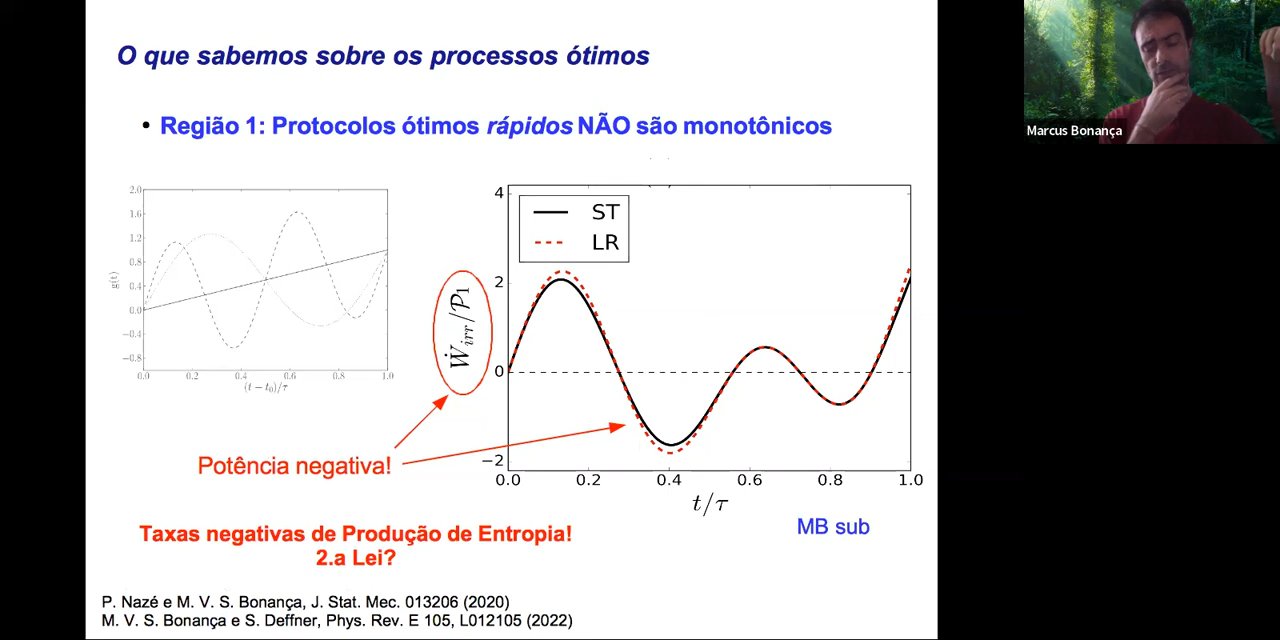 O que sabemos sobre os processos ótimos
Marcus Bonança
• Região 1: Protocolos ótimos rápidos NÃO são monotônicos
2.0
1.6
1.2
0.8
0.4
0.0
−0.4
−0.8
g(t)
0.0 0.2 0.4 0.6 0.8 1.0
(t − t₀)/τ
4
2
0
−2
ST
LR
Ẇirr/P1
0.0 0.2 0.4 0.6 0.8 1.0
t/τ
Potência negativa!
MB sub
Taxas negativas de Produção de Entropia!
2.a Lei?
P. Nazé e M. V. S. Bonança, J. Stat. Mec. 013206 (2020)
M. V. S. Bonança e S. Deffner, Phys. Rev. E 105, L012105 (2022)